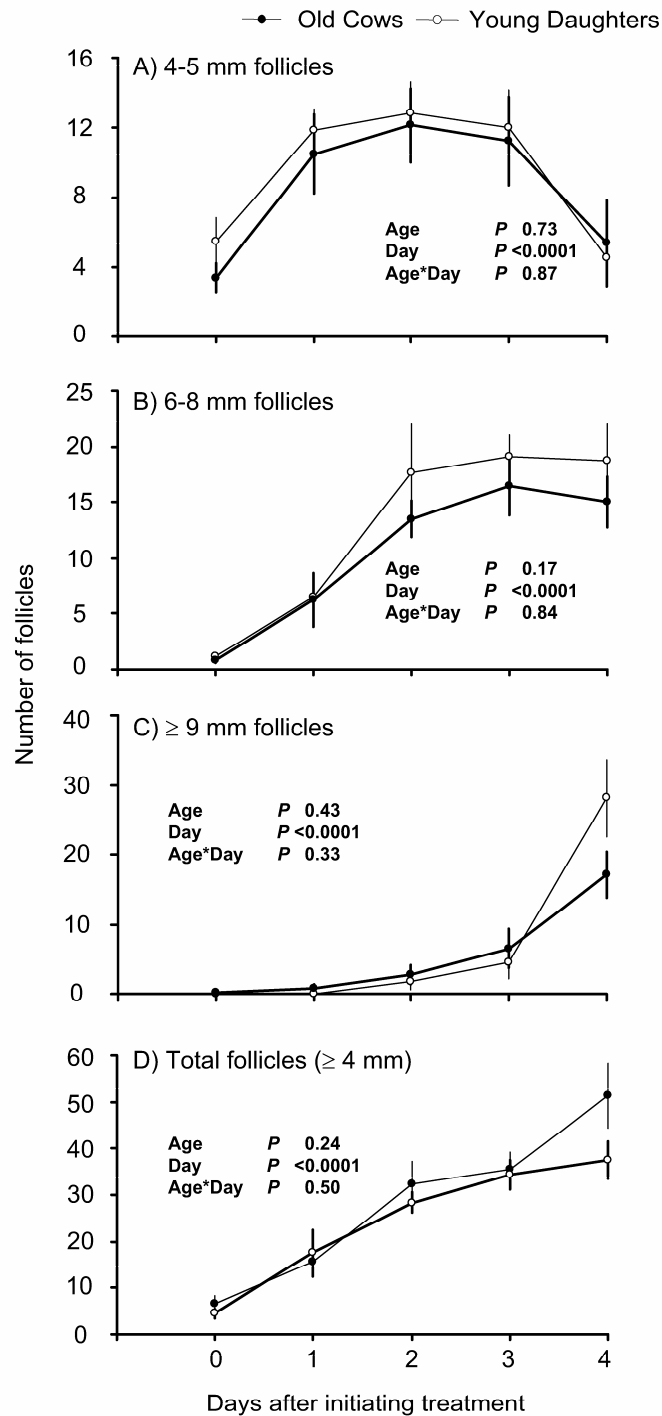 Old Cows Young Daughters
A) 4-5 mm follicles
16
12
8
4
0
Age P 0.73
Day P <0.0001
Age*Day P 0.87
B) 6-8 mm follicles
25
20
15
10
5
0
Age P 0.17
Day P <0.0001
Age*Day P 0.84
Number of follicles
C) ≥ 9 mm follicles
40
30
20
10
0
Age P 0.43
Day P <0.0001
Age*Day P 0.33
D) Total follicles (≥ 4 mm)
60
50
40
30
20
10
0
Age P 0.24
Day P <0.0001
Age*Day P 0.50
0 1 2 3 4
Days after initiating treatment